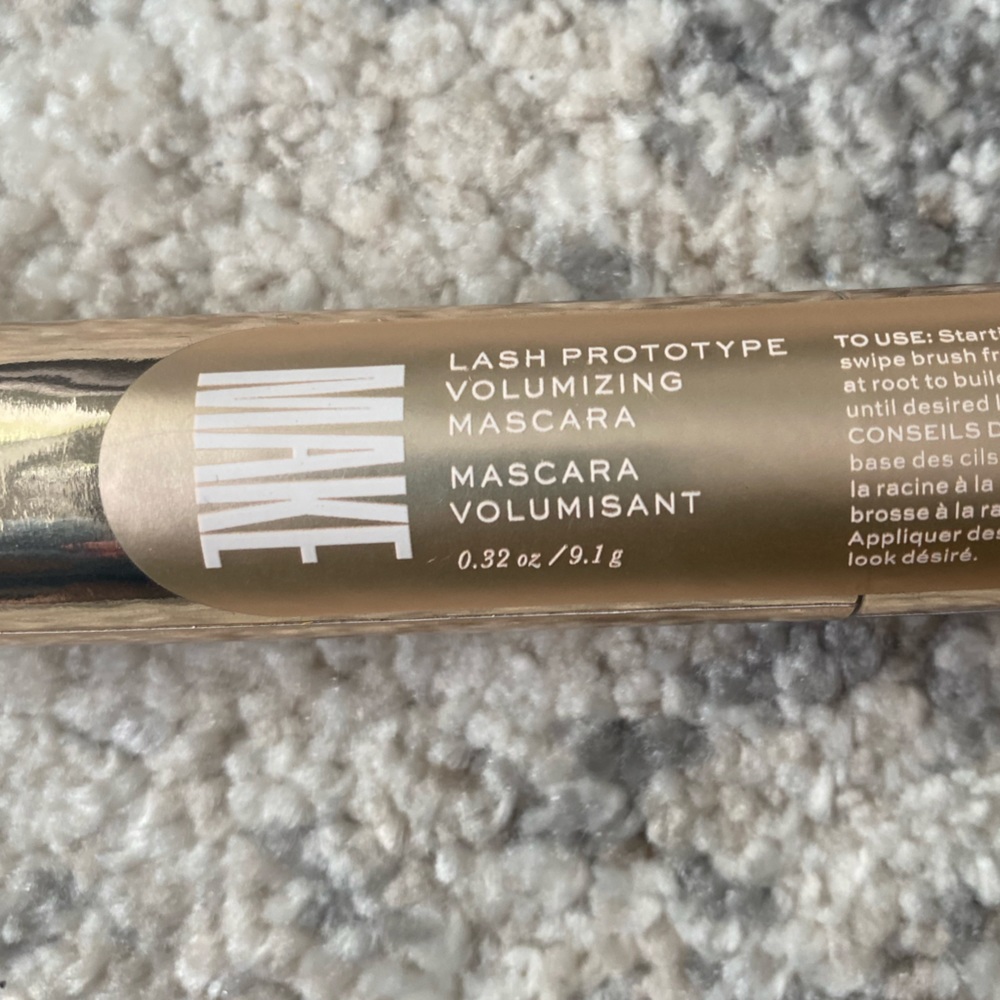 MAKE
LASH PROTOTYPE
VOLUMIZING
MASCARA
MASCARA
VOLUMISANT
0.32 oz / 9.1 g
TO USE:
swipe brush
at root to
until desired
CONSEILS
base des cils
la racine à la
brosse à la
Appliquer
look désiré.